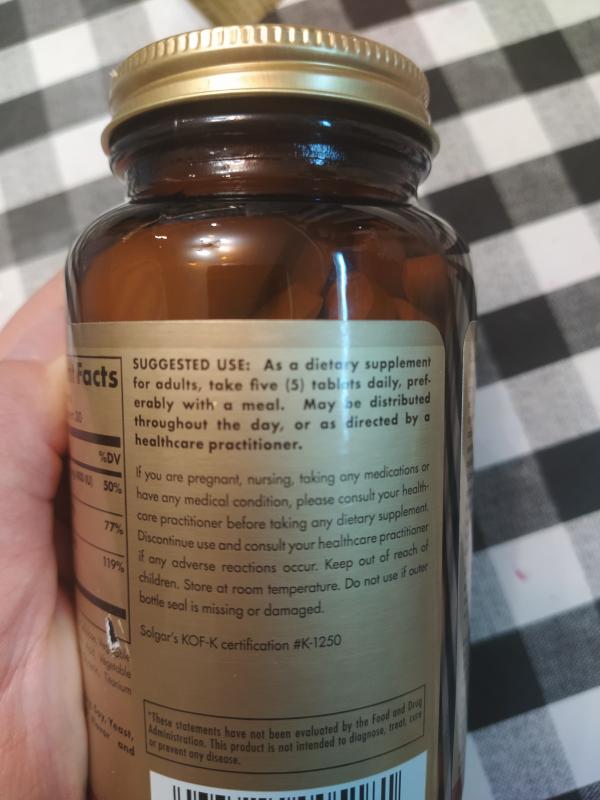 Facts
%DV
50%
77%
119%
Vegetable
Titanium
Soy, Yeast,
Flavor and
SUGGESTED USE: As a dietary supplement
for adults, take five (5) tablets daily, pref-
erably with a meal. May be distributed
throughout the day, or as directed by a
healthcare practitioner.
If you are pregnant, nursing, taking any medications or
have any medical condition, please consult your health-
care practitioner before taking any dietary supplement.
Discontinue use and consult your healthcare practitioner
if any adverse reactions occur. Keep out of reach of
children. Store at room temperature. Do not use if outer
bottle seal is missing or damaged.
Solgar's KOF-K certification #K-1250
*These statements have not been evaluated by the Food and Drug
Administration. This product is not intended to diagnose, treat, cure
or prevent any disease.